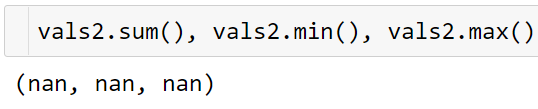 vals2.sum(), vals2.min(), vals2.max()
(nan, nan, nan)